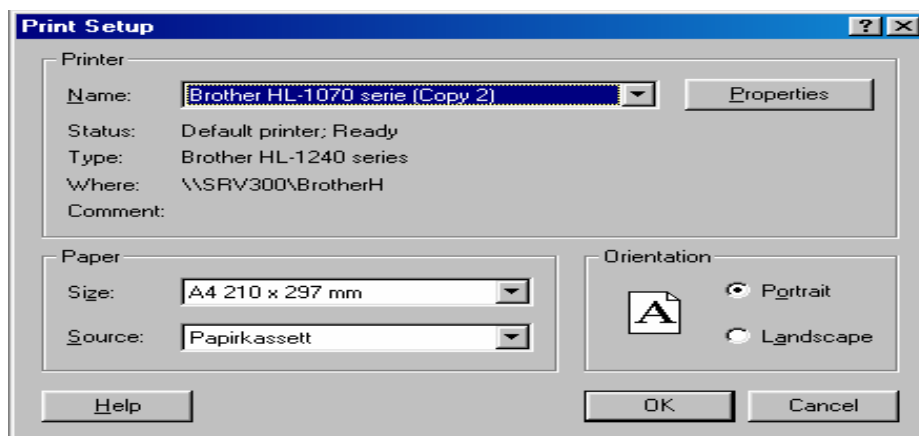 Print Setup
Printer
Name: Brother HL-1070 serie (Copy 2) Properties
Status: Default printer; Ready
Type: Brother HL-1240 series
Where: \\SRV300\BrotherH
Comment:
Paper
Size: A4 210 x 297 mm
Source: Papirkassett
Orientation
A
Portrait
Landscape
Help OK Cancel